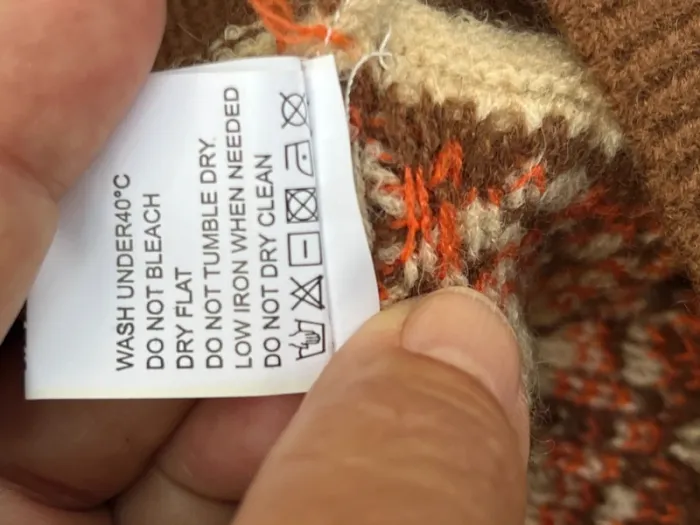 WASH UNDER40°C
DO NOT BLEACH
DRY FLAT
DO NOT TUMBLE DRY
LOW IRON WHEN NEEDED
DO NOT DRY CLEAN